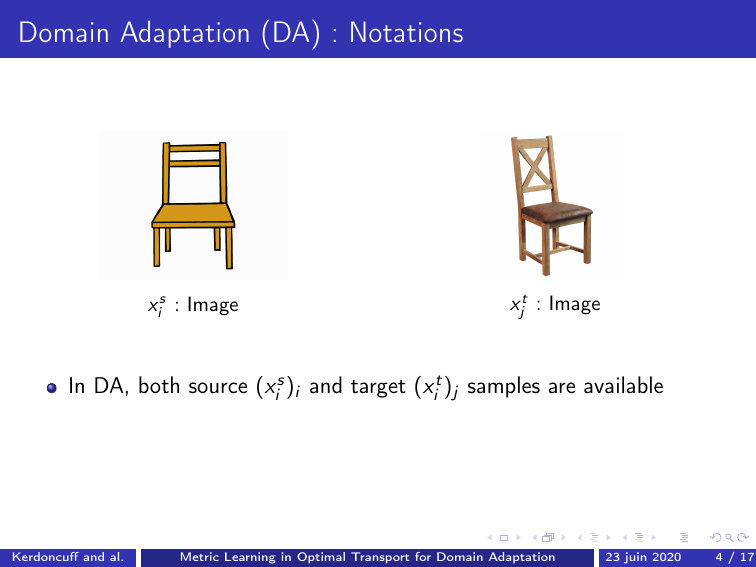 Domain Adaptation (DA) : Notations
x_i^s : Image
x_j^t : Image
In DA, both source (x_i^s)_i and target (x_i^t)_j samples are available
Kerdoncuff and al.
Metric Learning in Optimal Transport for Domain Adaptation
23 juin 2020
4 / 17